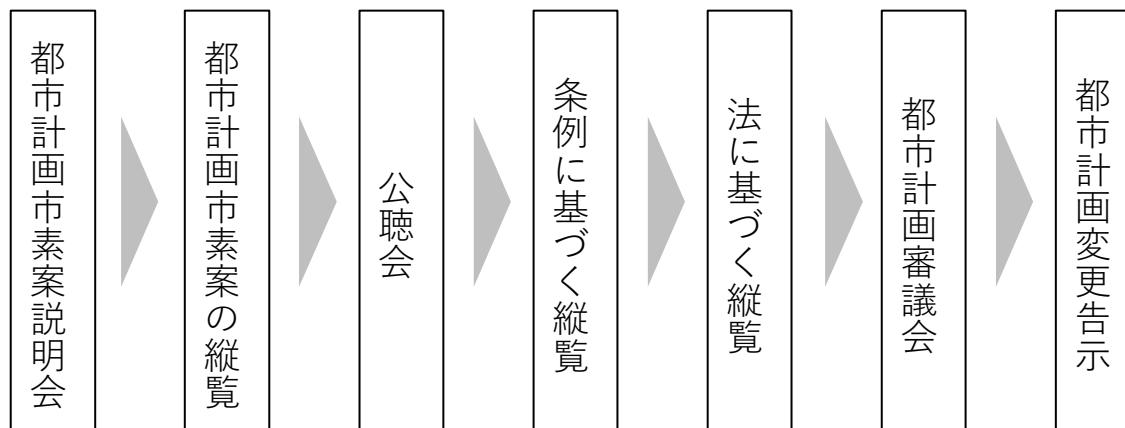 都市計画市素案説明会
都市計画市素案の縦覧
公聴会
条例に基づく縦覧
法に基づく縦覧
都市計画審議会
都市計画変更告示